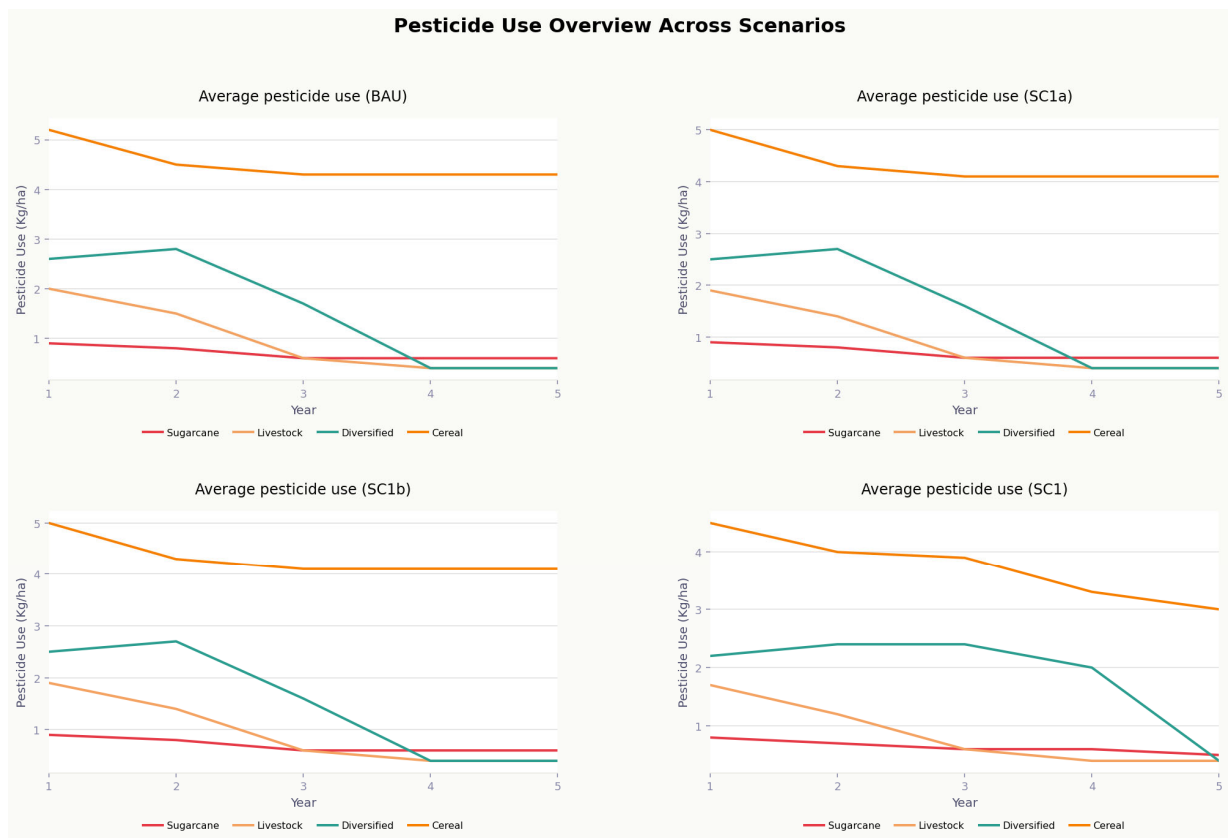 Pesticide Use Overview Across Scenarios
Average pesticide use (BAU)
Pesticide Use (Kg/ha)
5
4
3
2
1
1 2 3 4 5
Year
Sugarcane Livestock Diversified Cereal
Average pesticide use (SC1a)
Pesticide Use (Kg/ha)
5
4
3
2
1
1 2 3 4 5
Year
Sugarcane Livestock Diversified Cereal
Average pesticide use (SC1b)
Pesticide Use (Kg/ha)
5
4
3
2
1
1 2 3 4 5
Year
Sugarcane Livestock Diversified Cereal
Average pesticide use (SC1)
Pesticide Use (Kg/ha)
4
3
2
1
1 2 3 4 5
Year
Sugarcane Livestock Diversified Cereal